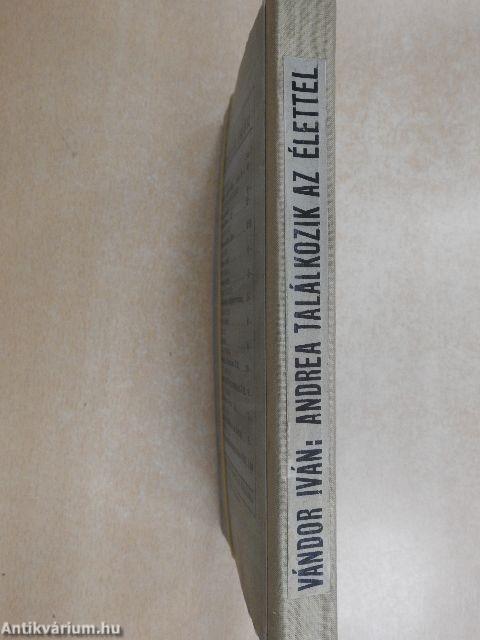 VÁNDOR IVÁN: ANDREA TALÁLKOZIK AZ ÉLETTEL
Antikvárium.hu